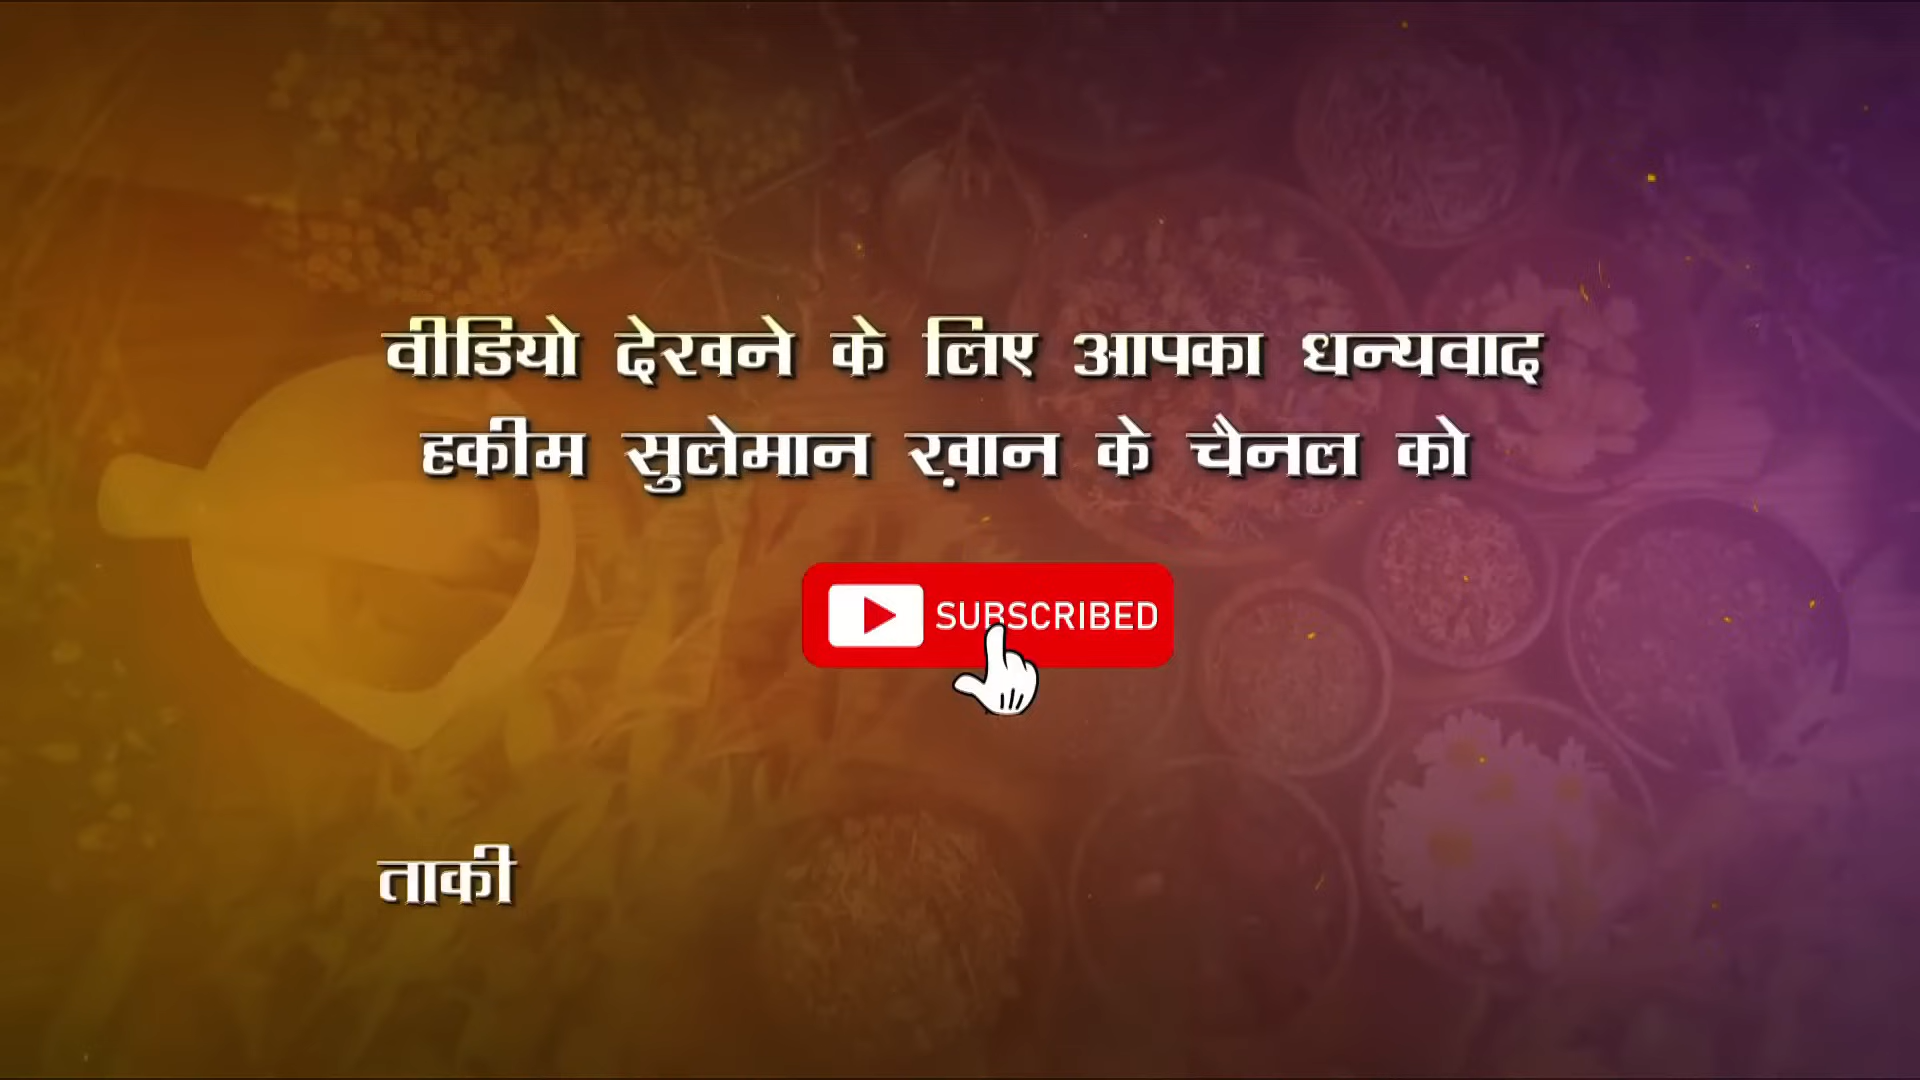 वीडियो देखने के लिए आपका धन्यवाद
हकीम सुलेमान ख़ान के चैनल को
SUBSCRIBED
ताकी